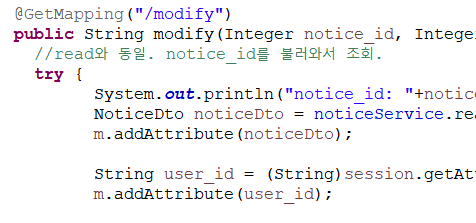 @GetMapping("/modify")
public String modify(Integer notice_id, Intege
//read와 동일. notice_id를 불러와서 조회.
try {
System.out.println("notice_id: "+notic
NoticeDto noticeDto = noticeService.rea
m.addAttribute(noticeDto);
String user_id = (String)session.getAt
m.addAttribute(user_id);